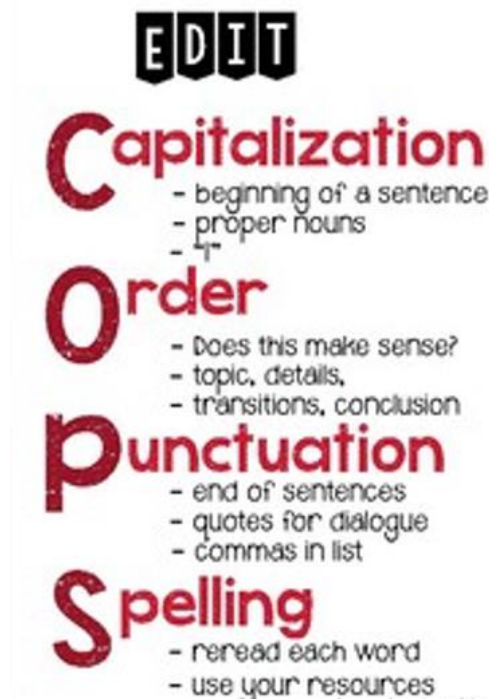 EDIT
Capitalization
- beginning of a sentence
- proper nouns
- "I"
Order
- Does this make sense?
- topic, details,
- transitions, conclusion
Punctuation
- end of sentences
- quotes for dialogue
- commas in list
Spelling
- reread each word
- use your resources